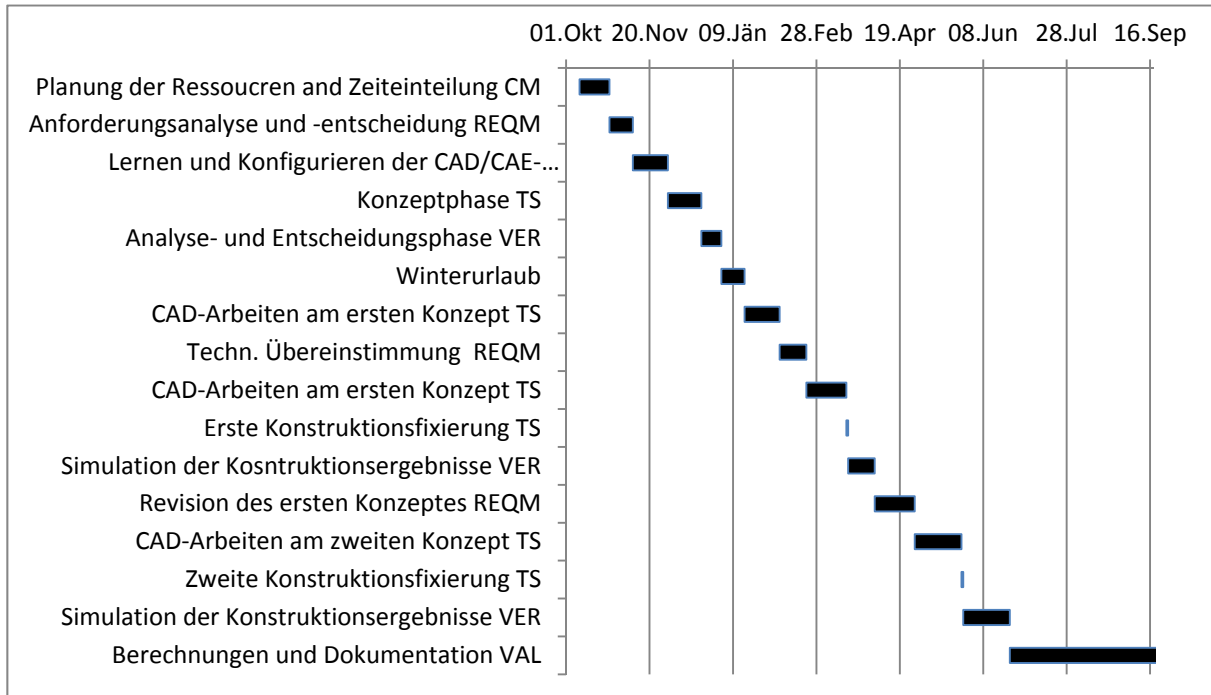 01.Okt 20.Nov 09.Jän 28.Feb 19.Apr 08.Jun 28.Jul 16.Sep
Planung der Ressoucren and Zeiteinteilung CM
Anforderungsanalyse und -entscheidung REQM
Lernen und Konfigurieren der CAD/CAE-...
Konzeptphase TS
Analyse- und Entscheidungsphase VER
Winterurlaub
CAD-Arbeiten am ersten Konzept TS
Techn. Übereinstimmung  REQM
CAD-Arbeiten am ersten Konzept TS
Erste Konstruktionsfixierung TS
Simulation der Kosntruktionsergebnisse VER
Revision des ersten Konzeptes REQM
CAD-Arbeiten am zweiten Konzept TS
Zweite Konstruktionsfixierung TS
Simulation der Konstruktionsergebnisse VER
Berechnungen und Dokumentation VAL